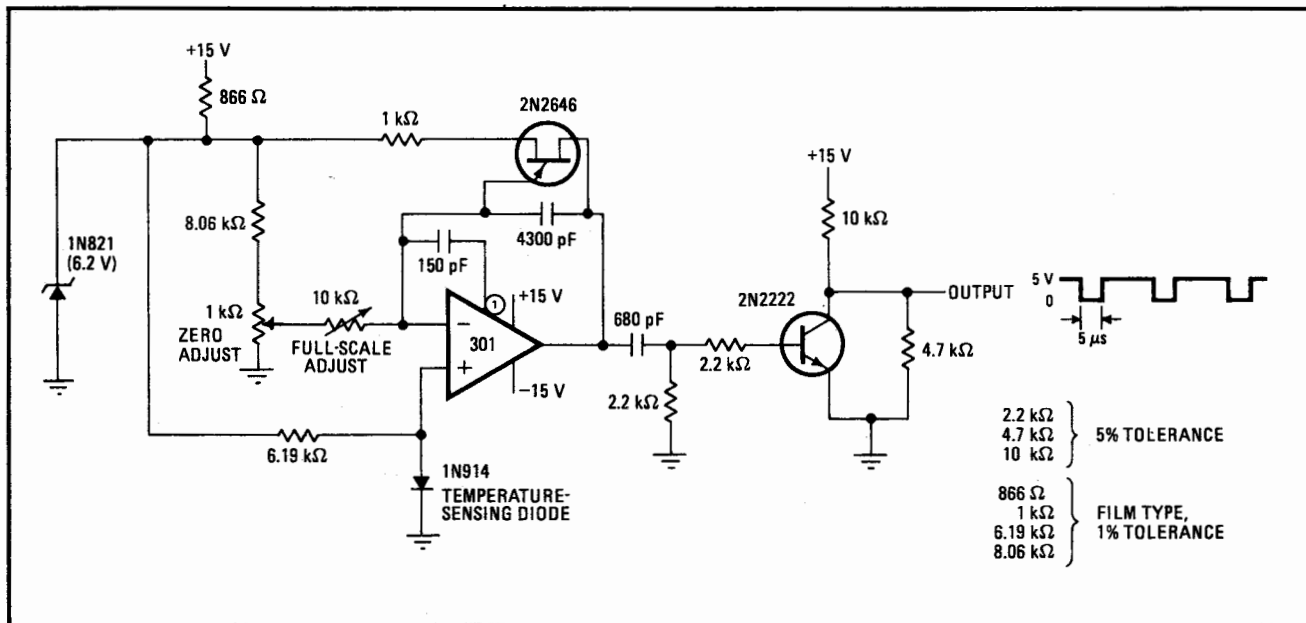 +15 V
866 Ω
2N2646
1 kΩ
+15 V
8.06 kΩ
4300 pF
10 kΩ
1N821
(6.2 V)
150 pF
5 V
0
OUTPUT
10 kΩ
1
+15 V
2N2222
1 kΩ
680 pF
5 µs
ZERO
ADJUST
FULL-SCALE
ADJUST
–
301
+
2.2 kΩ
4.7 kΩ
–15 V
2.2 kΩ
6.19 kΩ
2.2 kΩ
4.7 kΩ
10 kΩ
5% TOLERANCE
1N914
TEMPERATURE-
SENSING DIODE
866 Ω
1 kΩ
6.19 kΩ
8.06 kΩ
FILM TYPE,
1% TOLERANCE